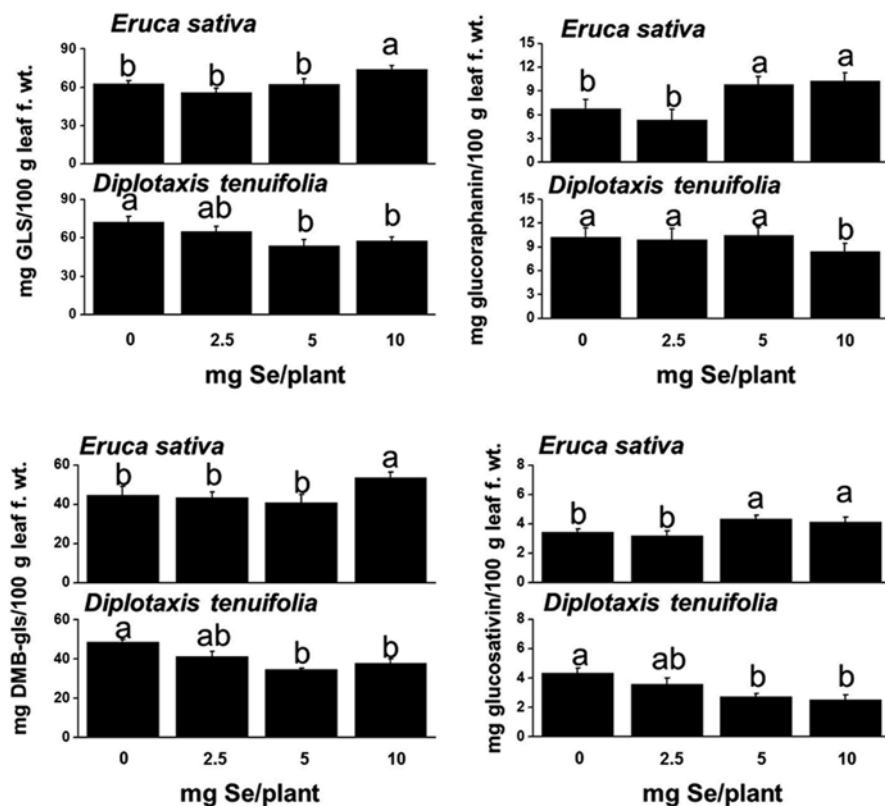 Eruca sativa
mg GLS/100 g leaf f. wt.
90
60
30
0
b
b
b
a
Diplotaxis tenuifolia
90
60
30
0
a
ab
b
b
0
2.5
5
10
mg Se/plant
Eruca sativa
mg glucoraphanin/100 g leaf f. wt.
15
12
9
6
3
0
b
b
a
a
Diplotaxis tenuifolia
15
12
9
6
3
0
a
a
a
b
0
2.5
5
10
mg Se/plant
Eruca sativa
mg DMB-gls/100 g leaf f. wt.
60
40
20
0
b
b
b
a
Diplotaxis tenuifolia
60
40
20
0
a
ab
b
b
0
2.5
5
10
mg Se/plant
Eruca sativa
mg glucosativin/100 g leaf f. wt.
8
6
4
2
0
b
b
a
a
Diplotaxis tenuifolia
8
6
4
2
0
a
ab
b
b
0
2.5
5
10
mg Se/plant